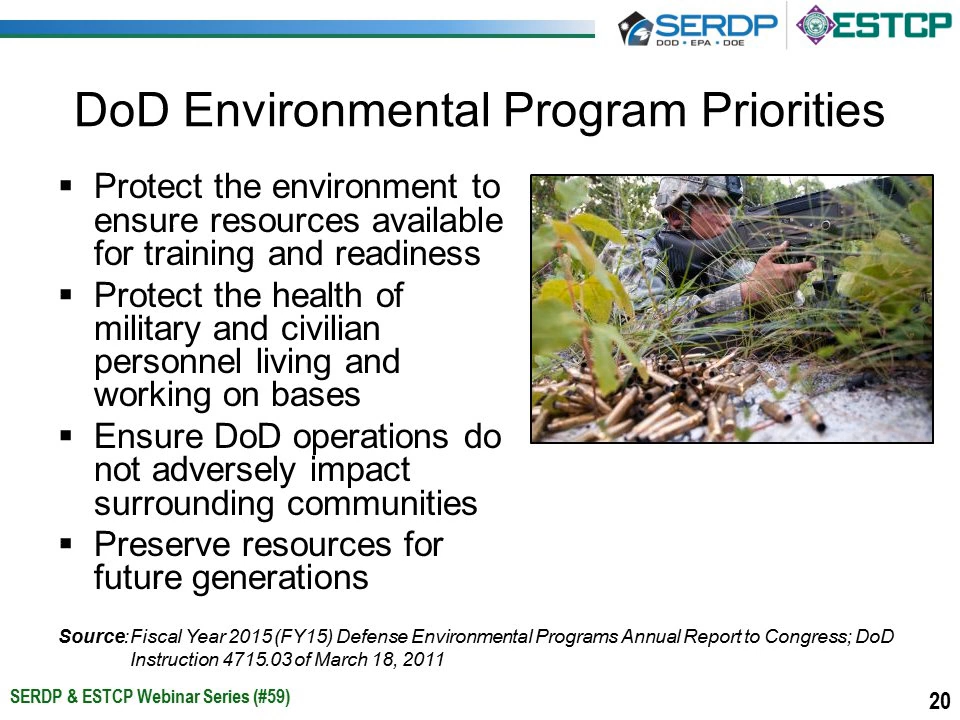 SERDP
DOD • EPA • DOE
ESTCP
DoD Environmental Program Priorities
▪ Protect the environment to
ensure resources available
for training and readiness
▪ Protect the health of
military and civilian
personnel living and
working on bases
▪ Ensure DoD operations do
not adversely impact
surrounding communities
▪ Preserve resources for
future generations
Source: Fiscal Year 2015 (FY15) Defense Environmental Programs Annual Report to Congress; DoD
Instruction 4715.03 of March 18, 2011
SERDP & ESTCP Webinar Series (#59)
20